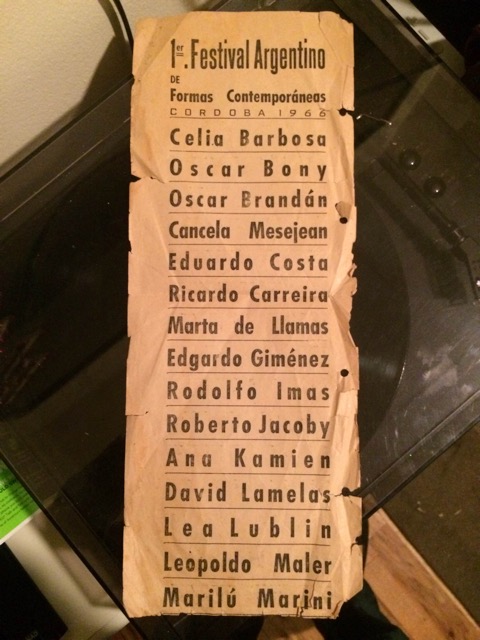 1er. Festival Argentino
DE
Formas Contemporáneas
CORDOBA 1966
Celia Barbosa
Oscar Bony
Oscar Brandán
Cancela Mesejean
Eduardo Costa
Ricardo Carreira
Marta de Llamas
Edgardo Giménez
Rodolfo Imas
Roberto Jacoby
Ana Kamien
David Lamelas
Lea Lublin
Leopoldo Maler
Marilú Marini